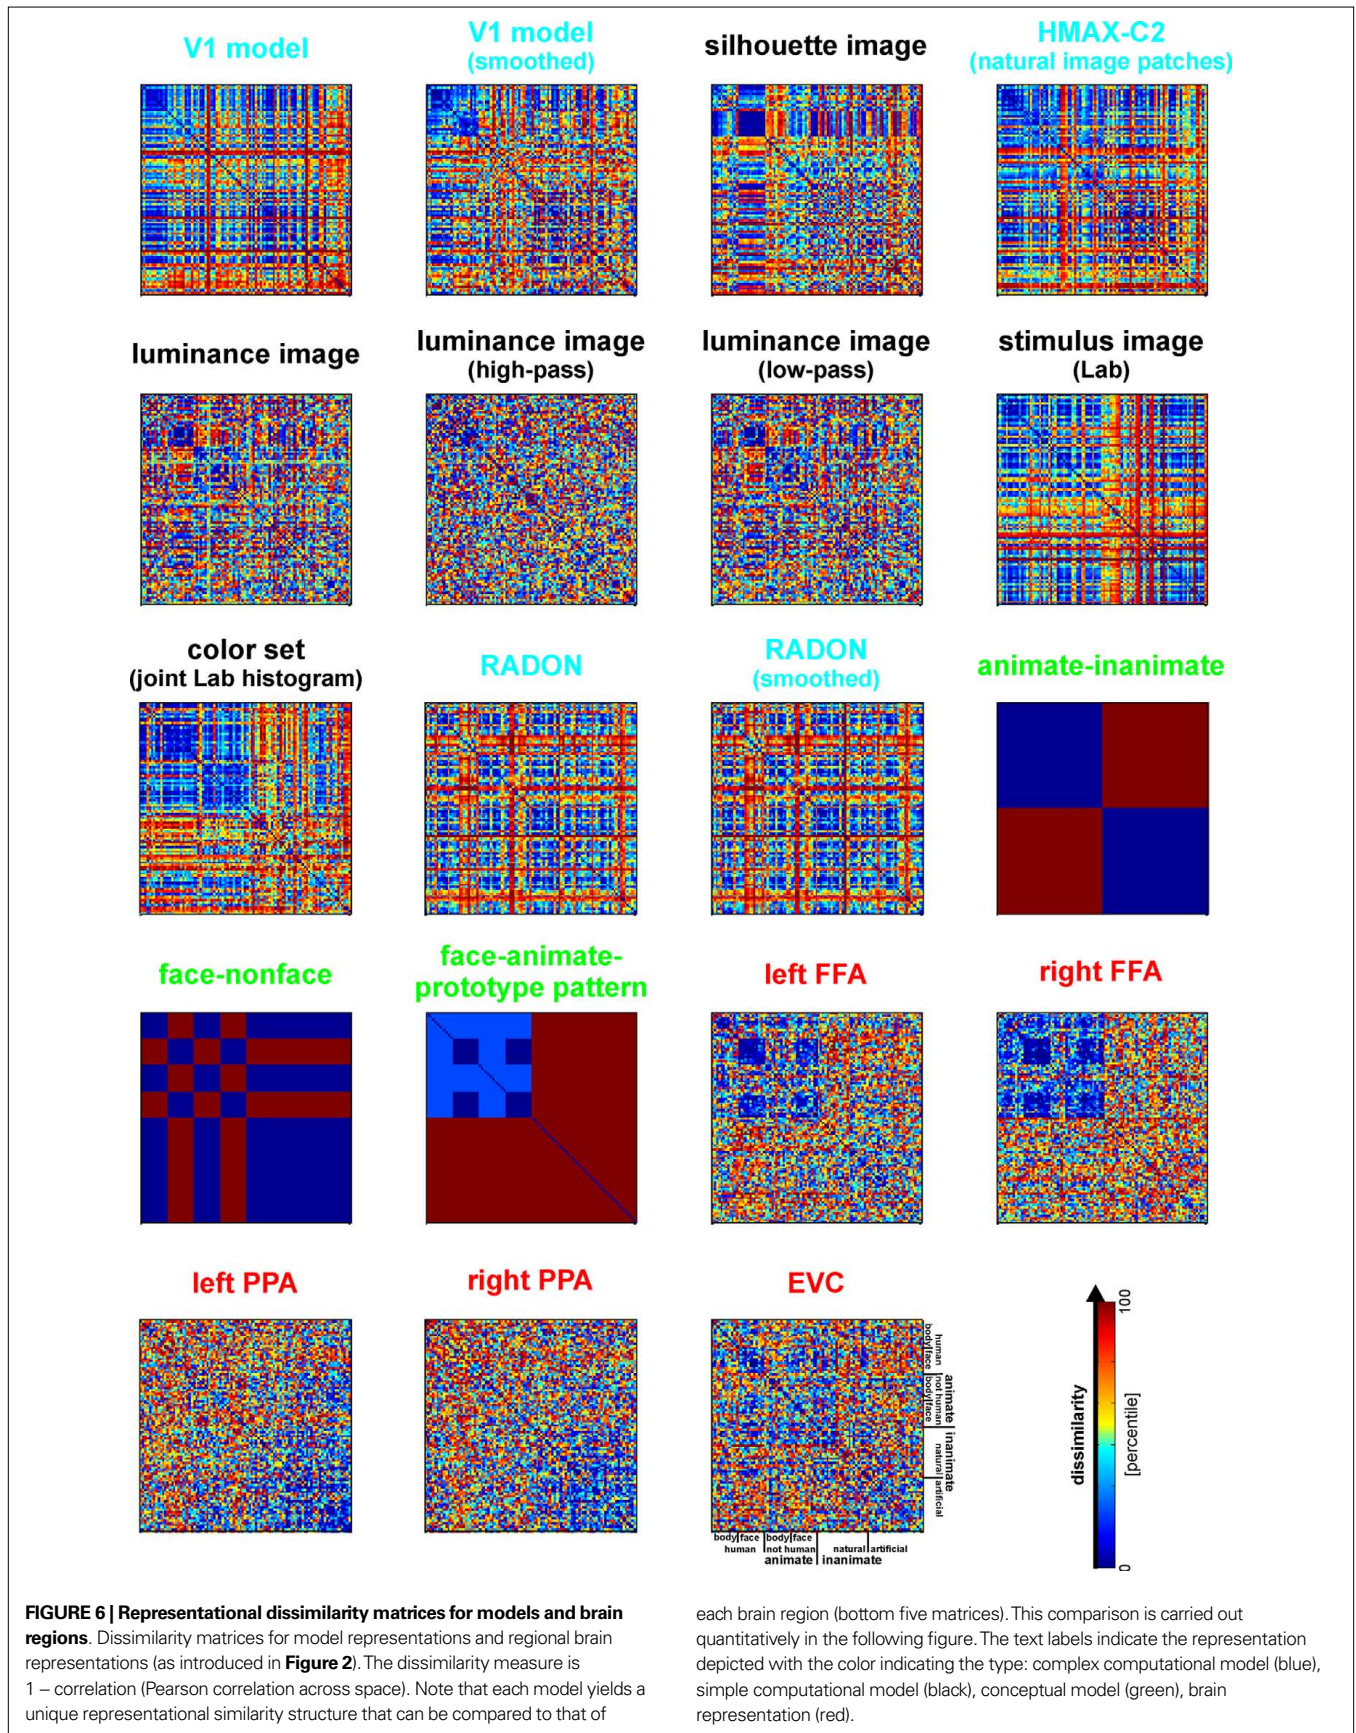 V1 model
V1 model
(smoothed)
silhouette image
HMAX-C2
(natural image patches)
luminance image
luminance image
(high-pass)
luminance image
(low-pass)
stimulus image
(Lab)
color set
(joint Lab histogram)
RADON
RADON
(smoothed)
animate-inanimate
face-nonface
face-animate-
prototype pattern
left FFA
right FFA
left PPA
right PPA
EVC
body face body face
human not human natural artificial
animate inanimate
body face body face
human not human natural artificial
animate inanimate
dissimilarity
[percentile]
0 100
FIGURE 6 | Representational dissimilarity matrices for models and brain
regions. Dissimilarity matrices for model representations and regional brain
representations (as introduced in Figure 2). The dissimilarity measure is
1 – correlation (Pearson correlation across space). Note that each model yields a
unique representational similarity structure that can be compared to that of
each brain region (bottom five matrices). This comparison is carried out
quantitatively in the following figure. The text labels indicate the representation
depicted with the color indicating the type: complex computational model (blue),
simple computational model (black), conceptual model (green), brain
representation (red).